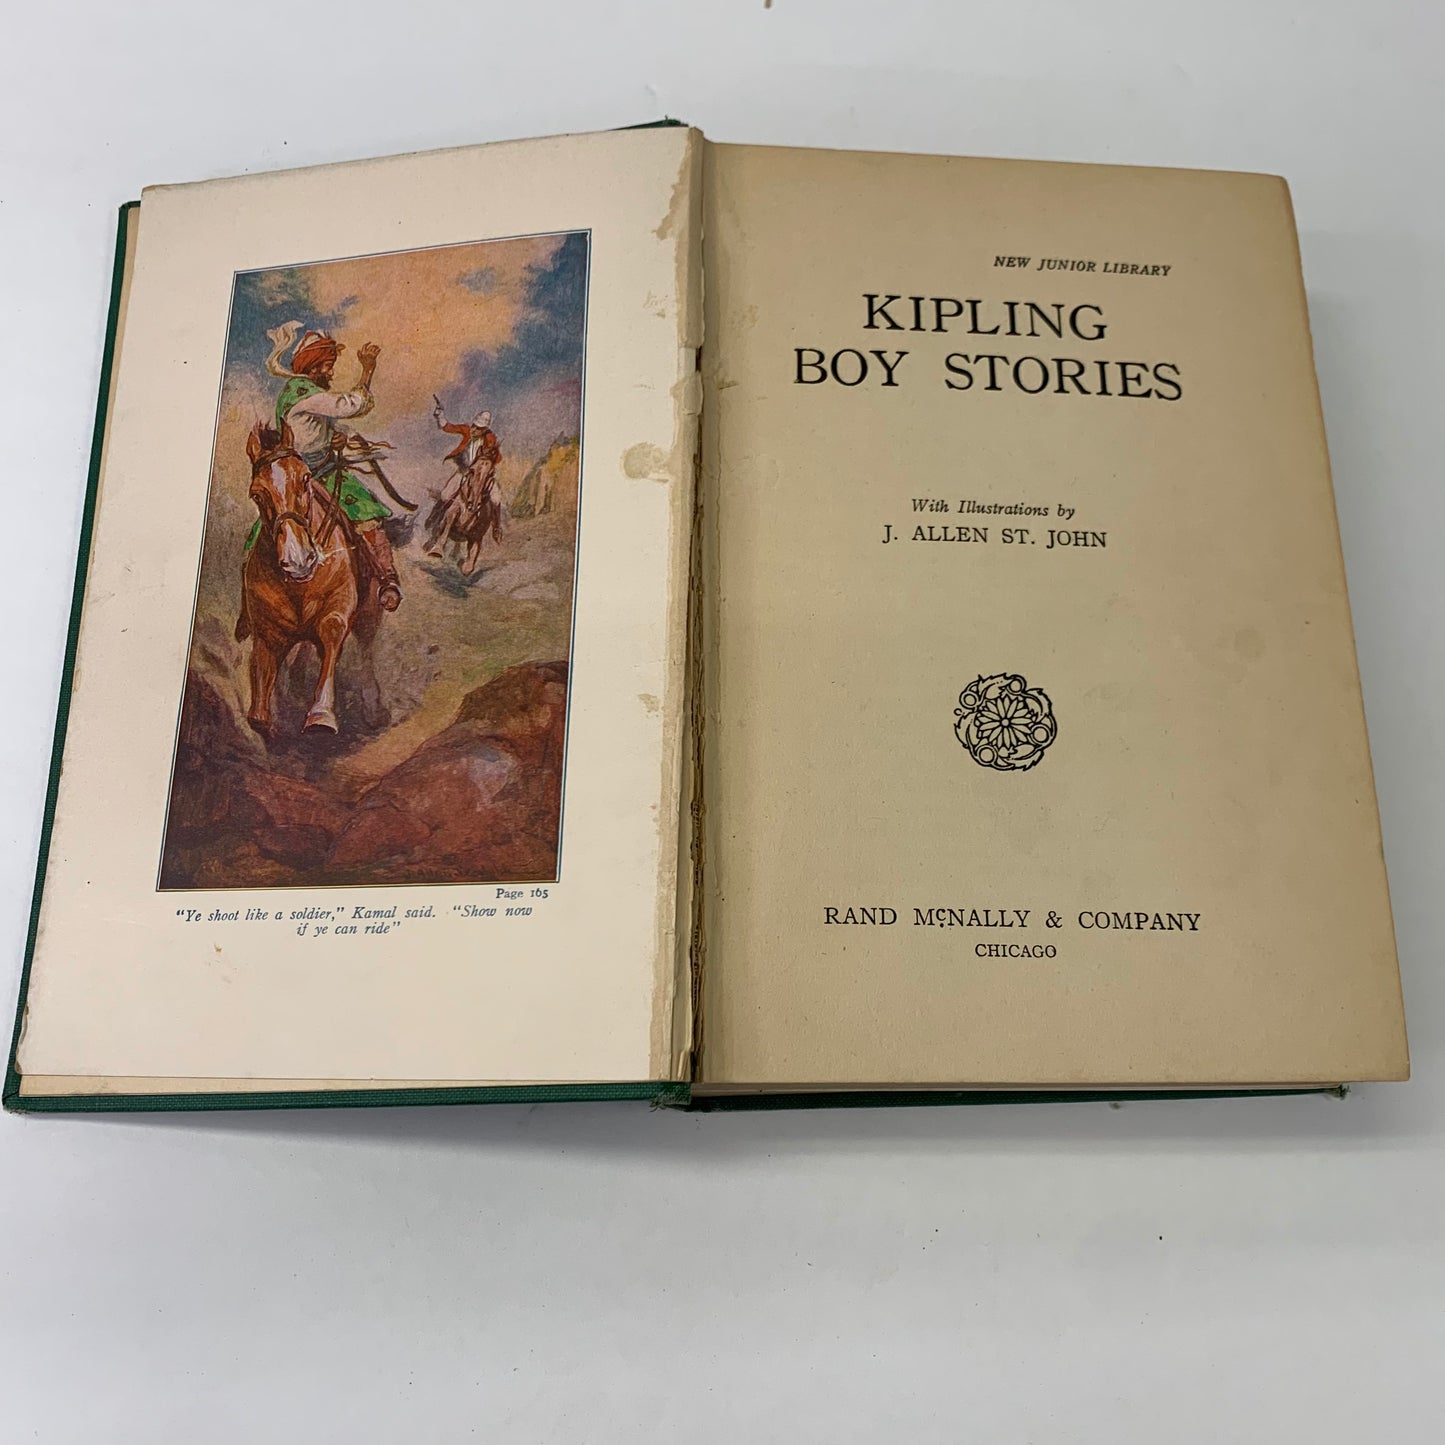 Page 165
"Ye shoot like a soldier," Kamal said. "Show now
if ye can ride"
NEW JUNIOR LIBRARY
KIPLING
BOY STORIES
With Illustrations by
J. ALLEN ST. JOHN
RAND MCNALLY & COMPANY
CHICAGO